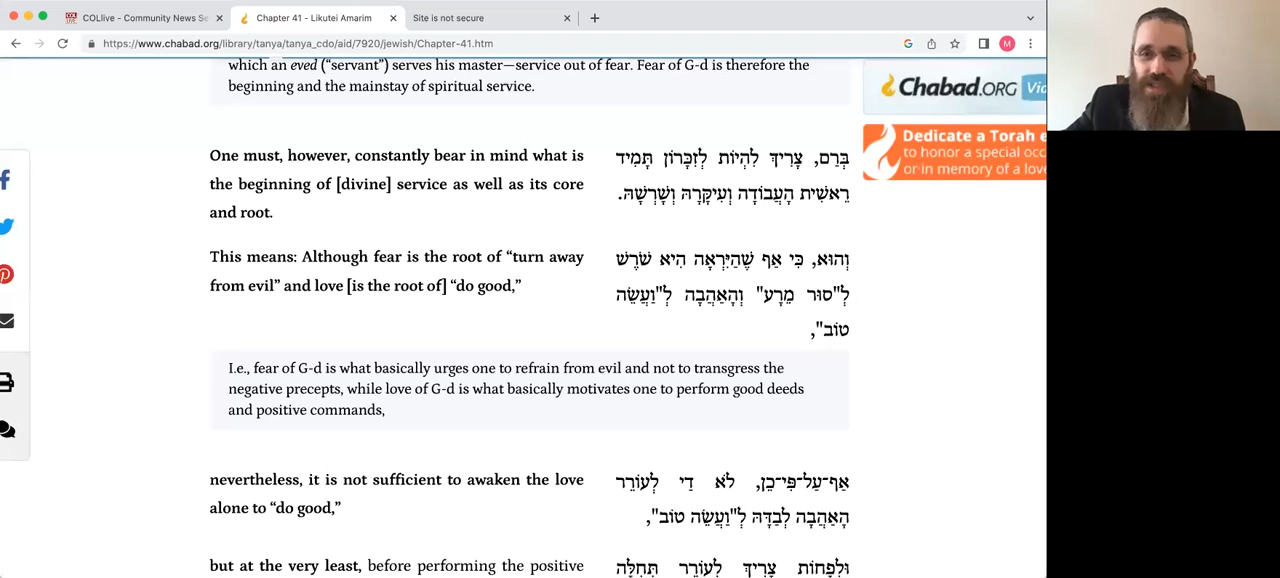 COLlive - Community News Se
Chapter 41 - Likutei Amarim
Site is not secure
https://www.chabad.org/library/tanya/tanya_cdo/aid/7920/jewish/Chapter-41.htm
M
which an eved (“servant”) serves his master—service out of fear. Fear of G-d is therefore the
beginning and the mainstay of spiritual service.
Chabad.ORG Vid
Dedicate a Torah e
to honor a special occ
or in memory of a love
One must, however, constantly bear in mind what is
the beginning of [divine] service as well as its core
and root.
בְּרַם, צָרִיךְ לִהְיוֹת לְזִכָּרוֹן תָּמִיד
רֵאשִׁית הָעֲבוֹדָה וְעִיקָּרָהּ וְשָׁרְשָׁהּ.
This means: Although fear is the root of “turn away
from evil” and love [is the root of] “do good,”
וְהוּא, כִּי אַף שֶׁהַיִּרְאָה הִיא שֹׁרֶשׁ
לְ"סוּר מֵרָע" וְהָאַהֲבָה לְ"וַעֲשֵׂה
טוֹב",
I.e., fear of G-d is what basically urges one to refrain from evil and not to transgress the
negative precepts, while love of G-d is what basically motivates one to perform good deeds
and positive commands,
nevertheless, it is not sufficient to awaken the love
alone to “do good,”
אַף־עַל־פִּי־כֵן, לֹא דַי לְעוֹרֵר
הָאַהֲבָה לְבַדָּהּ לְ"וַעֲשֵׂה טוֹב",
but at the very least, before performing the positive
וּלְפָחוֹת צָרִיךְ לְעוֹרֵר תְּחִלָּה